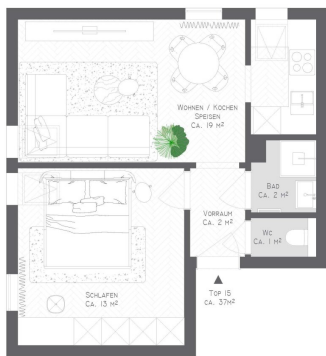 WOHNEN / KOCHEN
SPEISEN
CA. 19 M²
BAD
CA. 2 M²
VORRAUM
CA. 2 M²
WC
CA. 1 M²
SCHLAFEN
CA. 13 M²
TOP 15
CA. 37M²